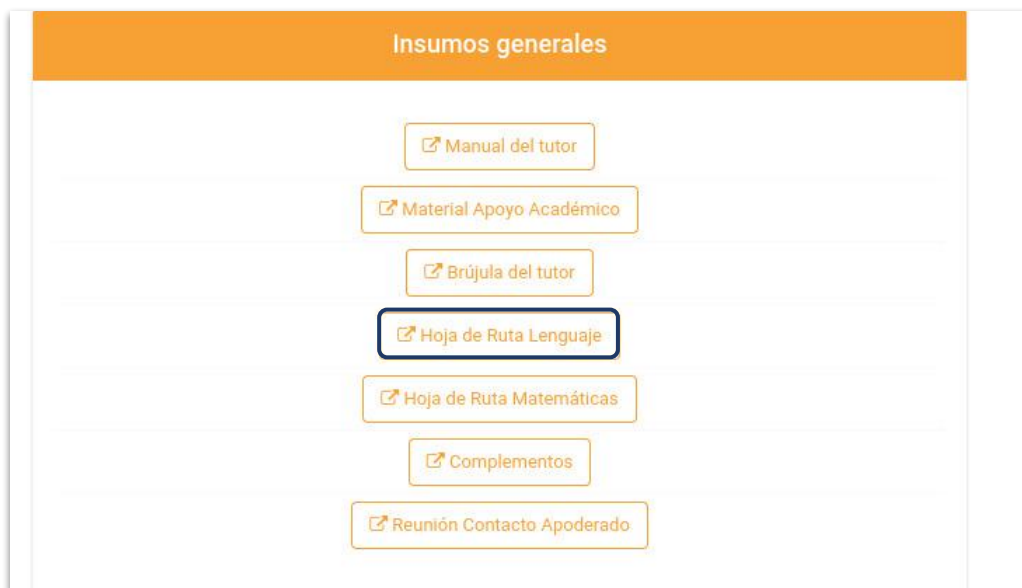 Insumos generales
Manual del tutor
Material Apoyo Académico
Brújula del tutor
Hoja de Ruta Lenguaje
Hoja de Ruta Matemáticas
Complementos
Reunión Contacto Apoderado